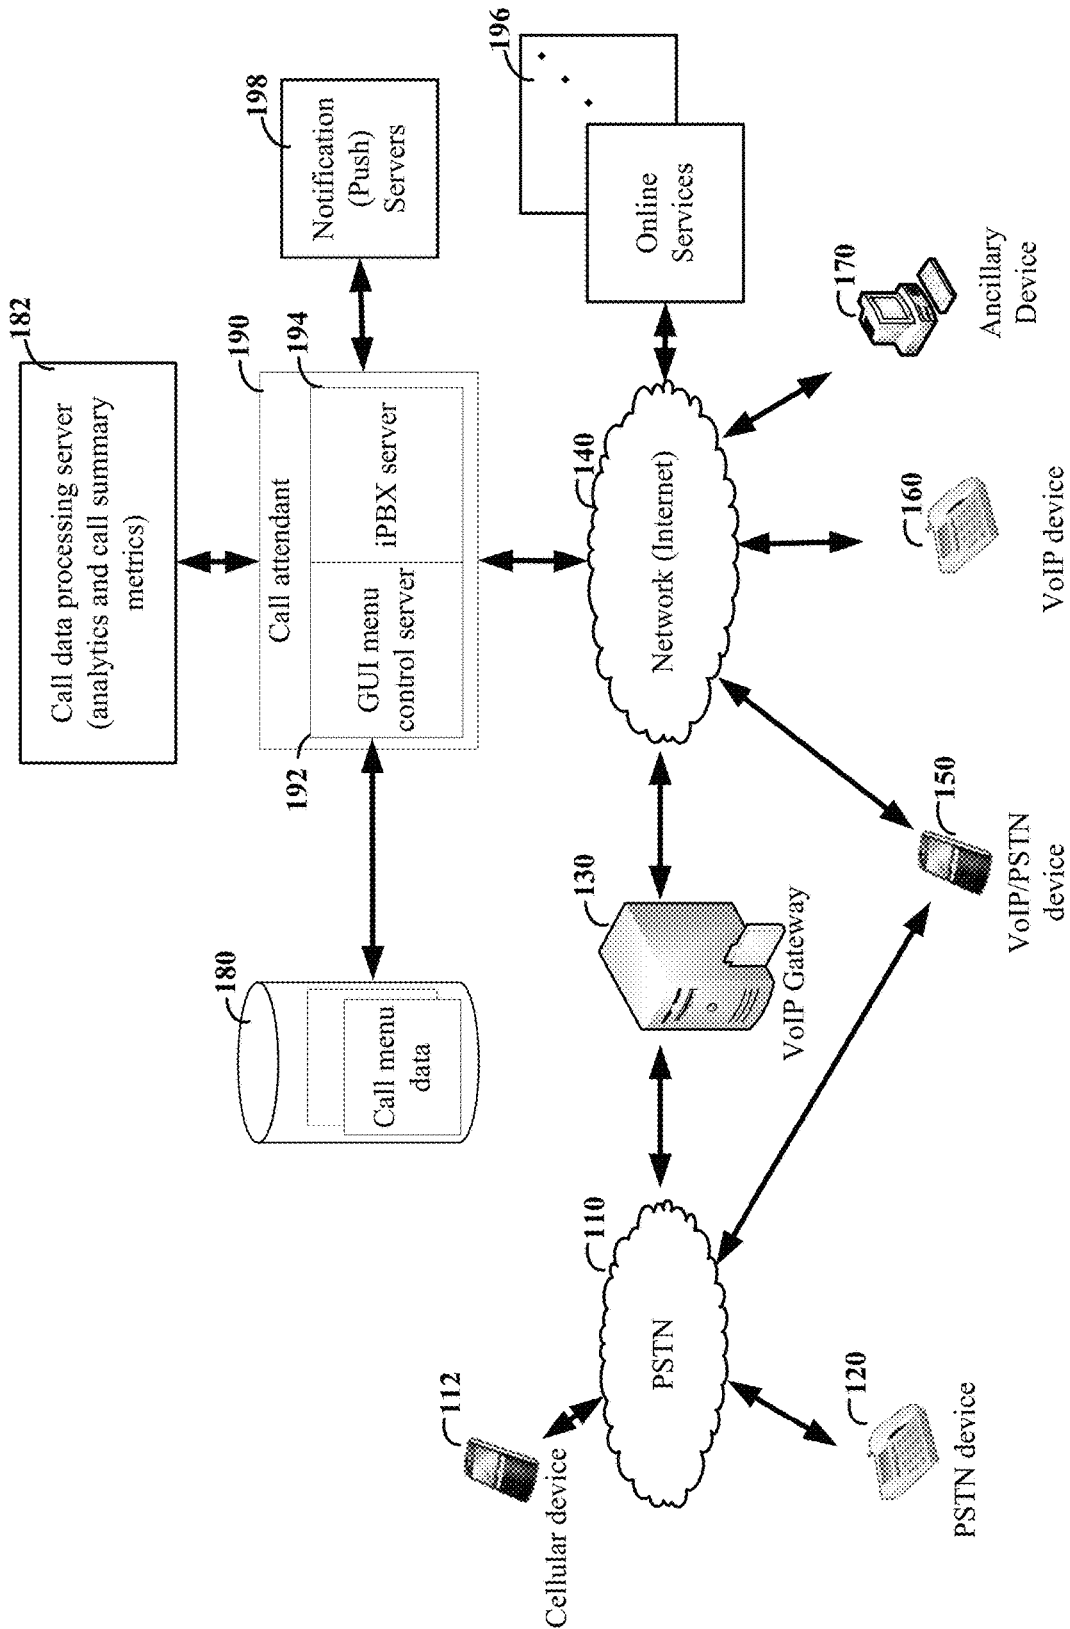 182
Call data processing server
(analytics and call summary
metrics)
180
Call menu
data
192
190
Call attendant
194
GUI menu
control server
iPBX server
198
Notification
(Push)
Servers
196
Online
Services
112
Cellular device
110
PSTN
130
VoIP Gateway
140
Network (Internet)
120
PSTN device
150
VoIP/PSTN
device
160
VoIP device
170
Ancillary
Device